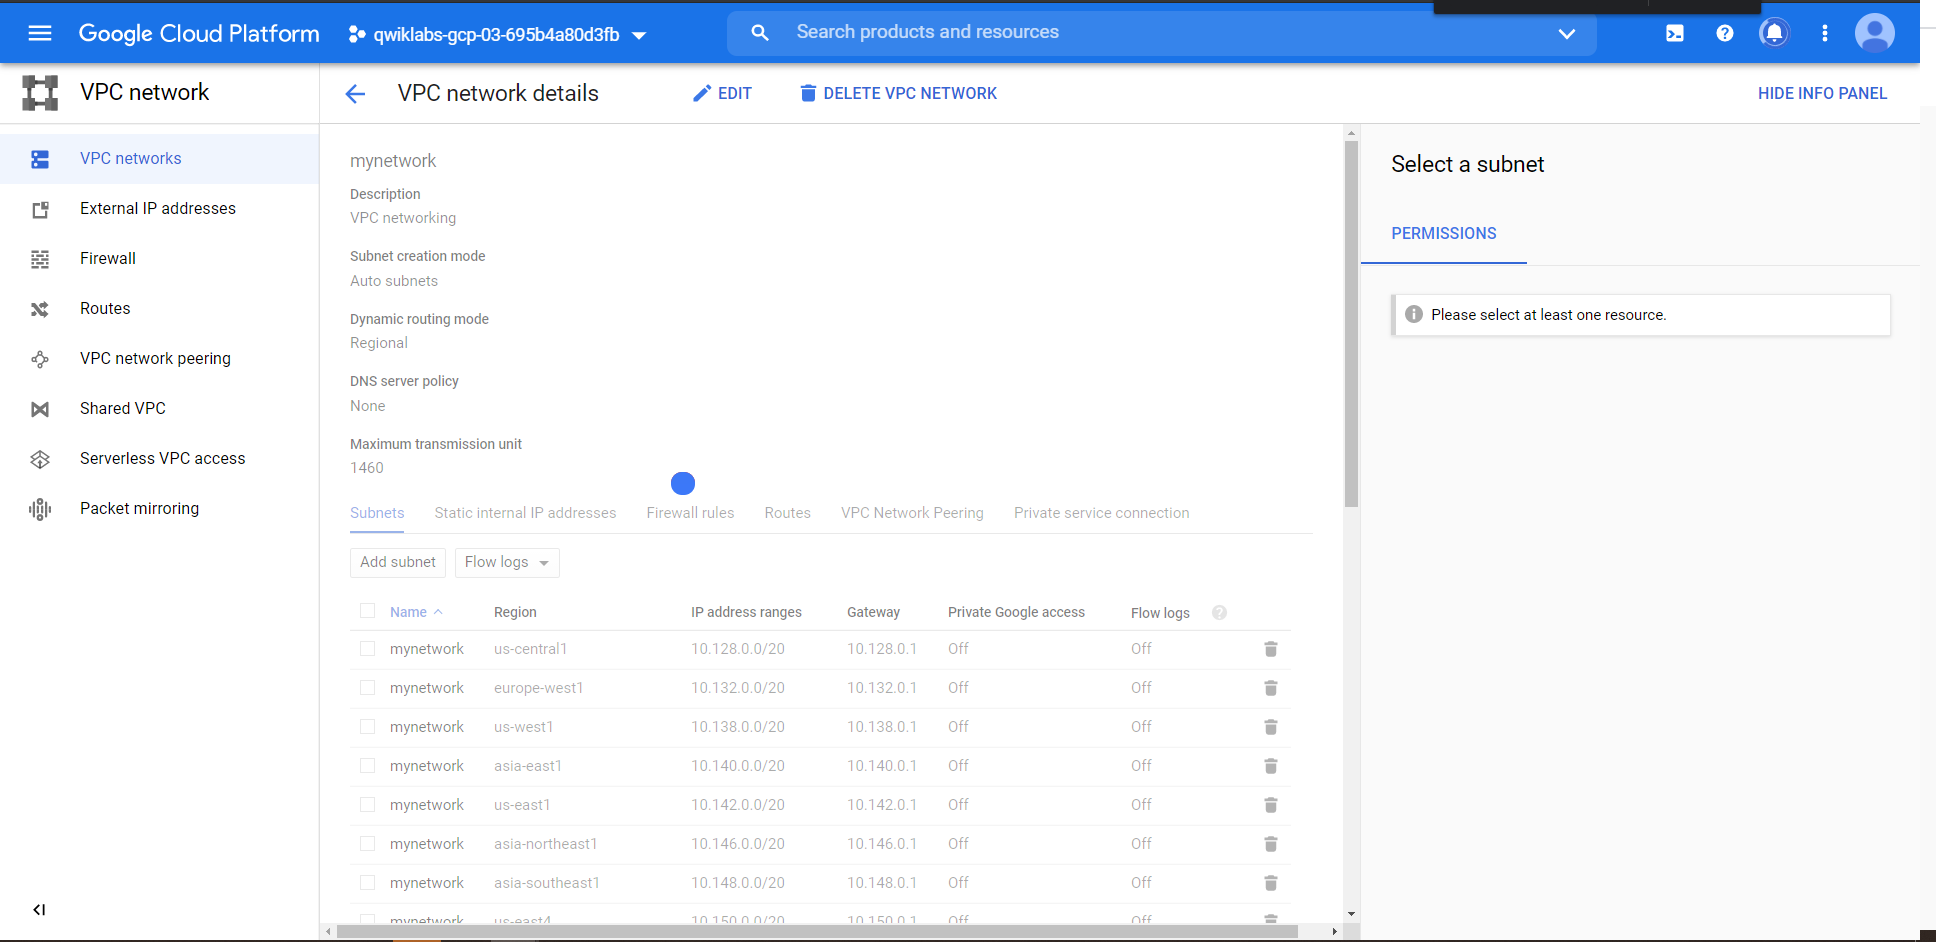 Google Cloud Platform
qwiklabs-gcp-03-695b4a80d3fb
Search products and resources
VPC network
VPC network details
EDIT
DELETE VPC NETWORK
HIDE INFO PANEL
VPC networks
External IP addresses
Firewall
Routes
VPC network peering
Shared VPC
Serverless VPC access
Packet mirroring
mynetwork
Description
VPC networking
Subnet creation mode
Auto subnets
Dynamic routing mode
Regional
DNS server policy
None
Maximum transmission unit
1460
Subnets Static internal IP addresses Firewall rules Routes VPC Network Peering Private service connection
Add subnet Flow logs
Name Region IP address ranges Gateway Private Google access Flow logs
mynetwork us-central1 10.128.0.0/20 10.128.0.1 Off Off
mynetwork europe-west1 10.132.0.0/20 10.132.0.1 Off Off
mynetwork us-west1 10.138.0.0/20 10.138.0.1 Off Off
mynetwork asia-east1 10.140.0.0/20 10.140.0.1 Off Off
mynetwork us-east1 10.142.0.0/20 10.142.0.1 Off Off
mynetwork asia-northeast1 10.146.0.0/20 10.146.0.1 Off Off
mynetwork asia-southeast1 10.148.0.0/20 10.148.0.1 Off Off
mynetwork us-east4 10.150.0.0/20 10.150.0.1 Off Off
Select a subnet
PERMISSIONS
Please select at least one resource.